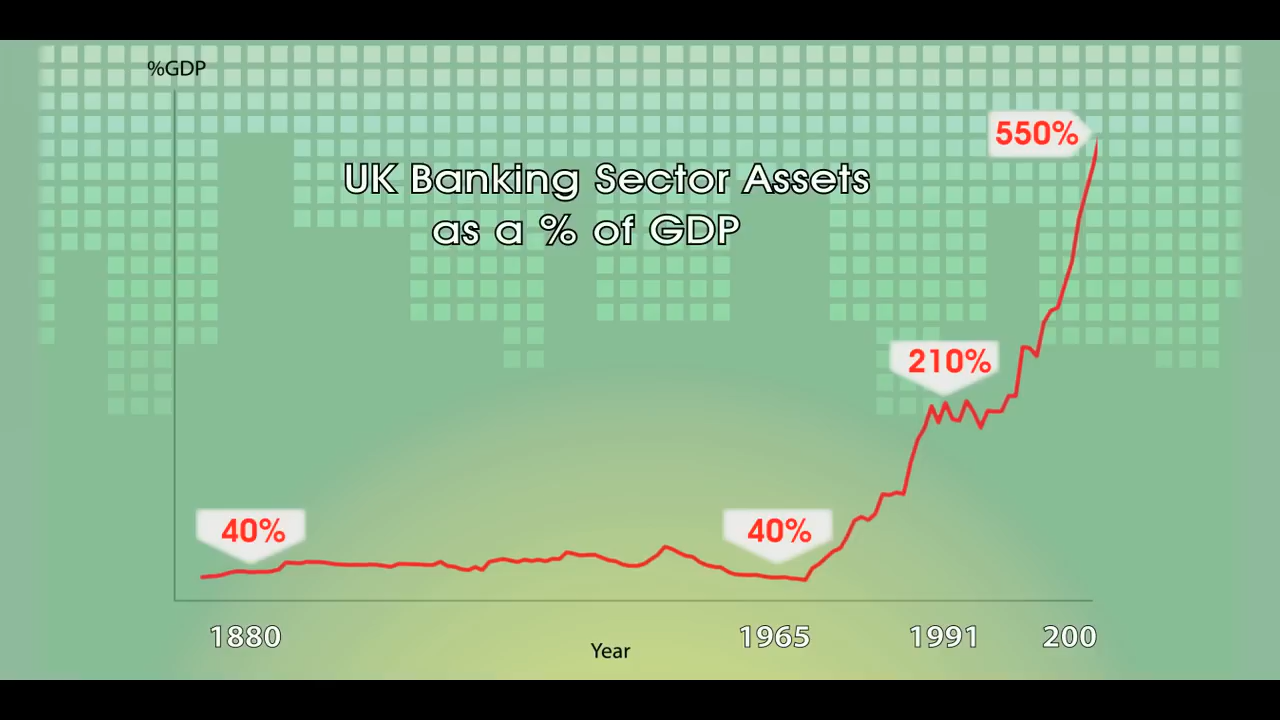 %GDP
550%
UK Banking Sector Assets
as a % of GDP
210%
40%
40%
1880
1965
1991
200
Year